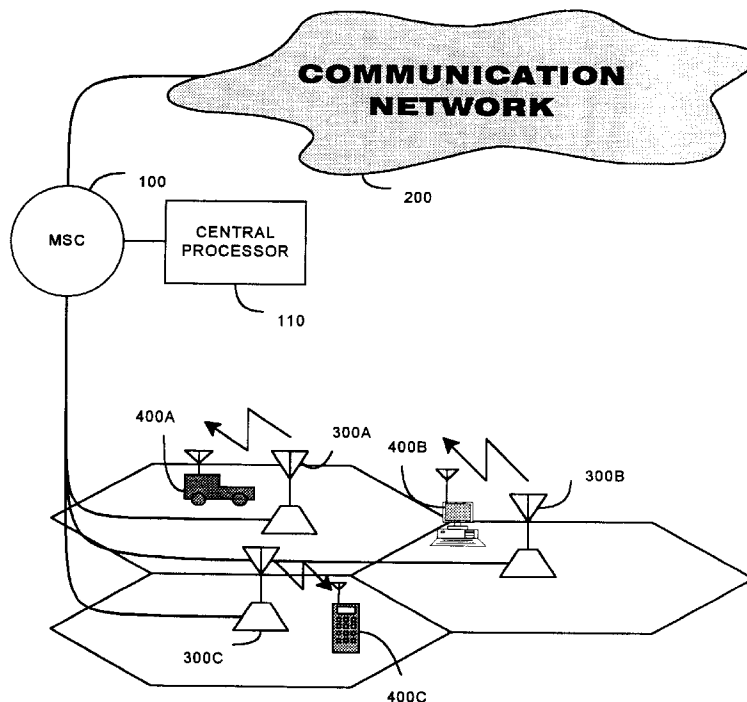 COMMUNICATION
NETWORK
100
200
MSC
CENTRAL
PROCESSOR
110
400A
300A
400B
300B
300C
400C